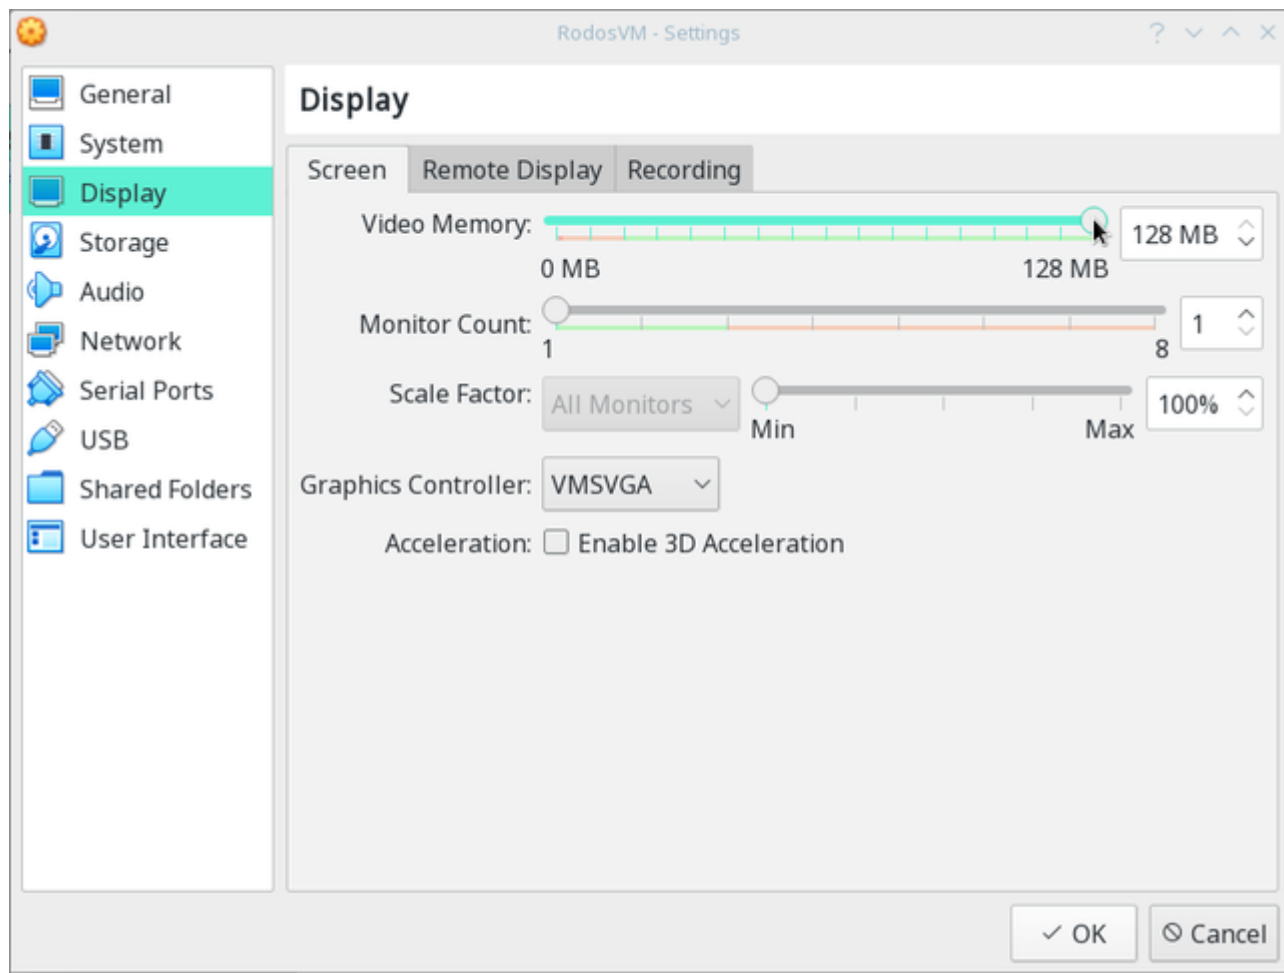 RodosVM - Settings
General
System
Display
Storage
Audio
Network
Serial Ports
USB
Shared Folders
User Interface
Display
Screen Remote Display Recording
Video Memory: 128 MB
0 MB 128 MB
Monitor Count: 1
1 8
Scale Factor: All Monitors 100%
Min Max
Graphics Controller: VMSVGA
Acceleration: Enable 3D Acceleration
OK Cancel